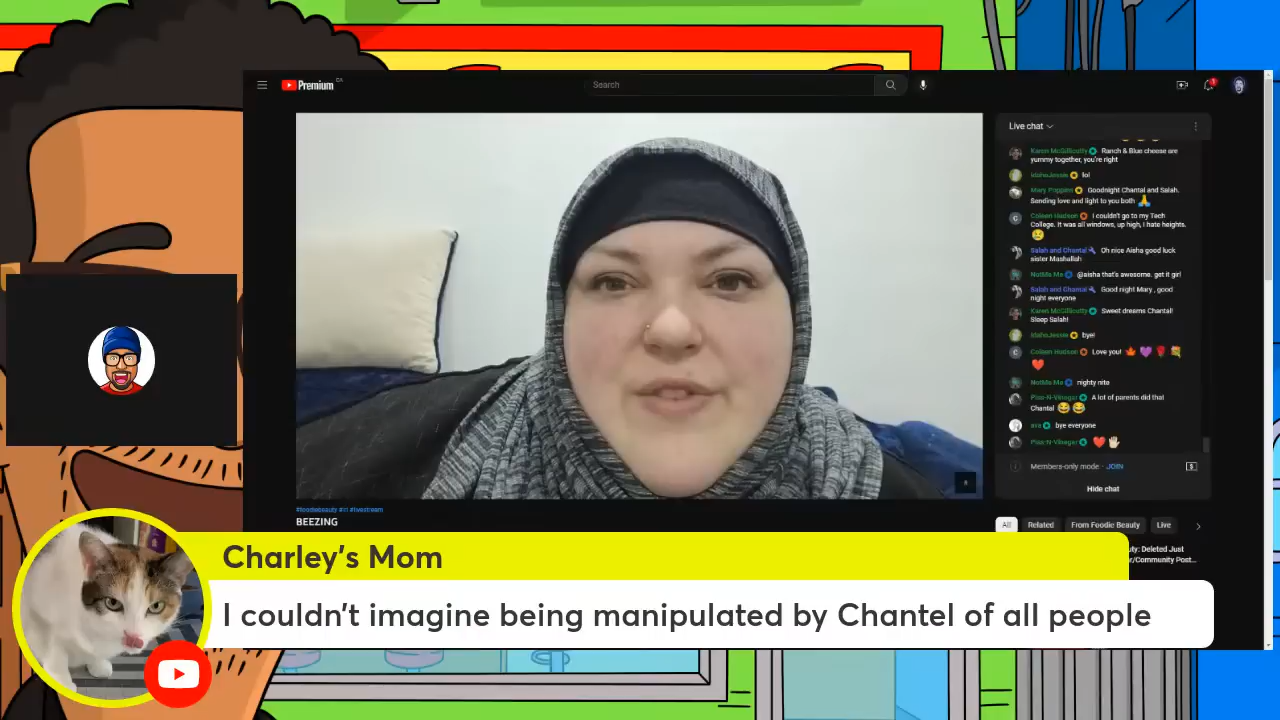 Premium CA
Search
Live chat
Karen McGillicutty Ranch & Blue cheese are
yummy together, you're right
IdahoJessie lol
Mary Poppins Goodnight Chantal and Salah.
Sending love and light to you both 🙏
Colleen Hudson I couldn't go to my Tech
College. It was all windows, up high, I hate heights.
Salah and Chantal Oh nice Aisha good luck
sister Mashallah
NotMe Me @aisha that's awesome. get it girl
Salah and Chantal Good night Mary , good
night everyone
Karen McGillicutty Sweet dreams Chantal!
Sleep Salah!
IdahoJessie bye!
Colleen Hudson Love you! 🍁💜🌹💐
❤️
NotMe Me nighty nite
Piss-N-Vinegar A lot of parents did that
Chantal 😂😂
bye everyone
Piss-N-Vinegar ❤️🖐
Members-only mode · JOIN
Hide chat
#foodiebeauty #livestream
BEEZING
All Related From Foodie Beauty Live
uty: Deleted Just
r/Community Post...
Charley's Mom
I couldn't imagine being manipulated by Chantel of all people